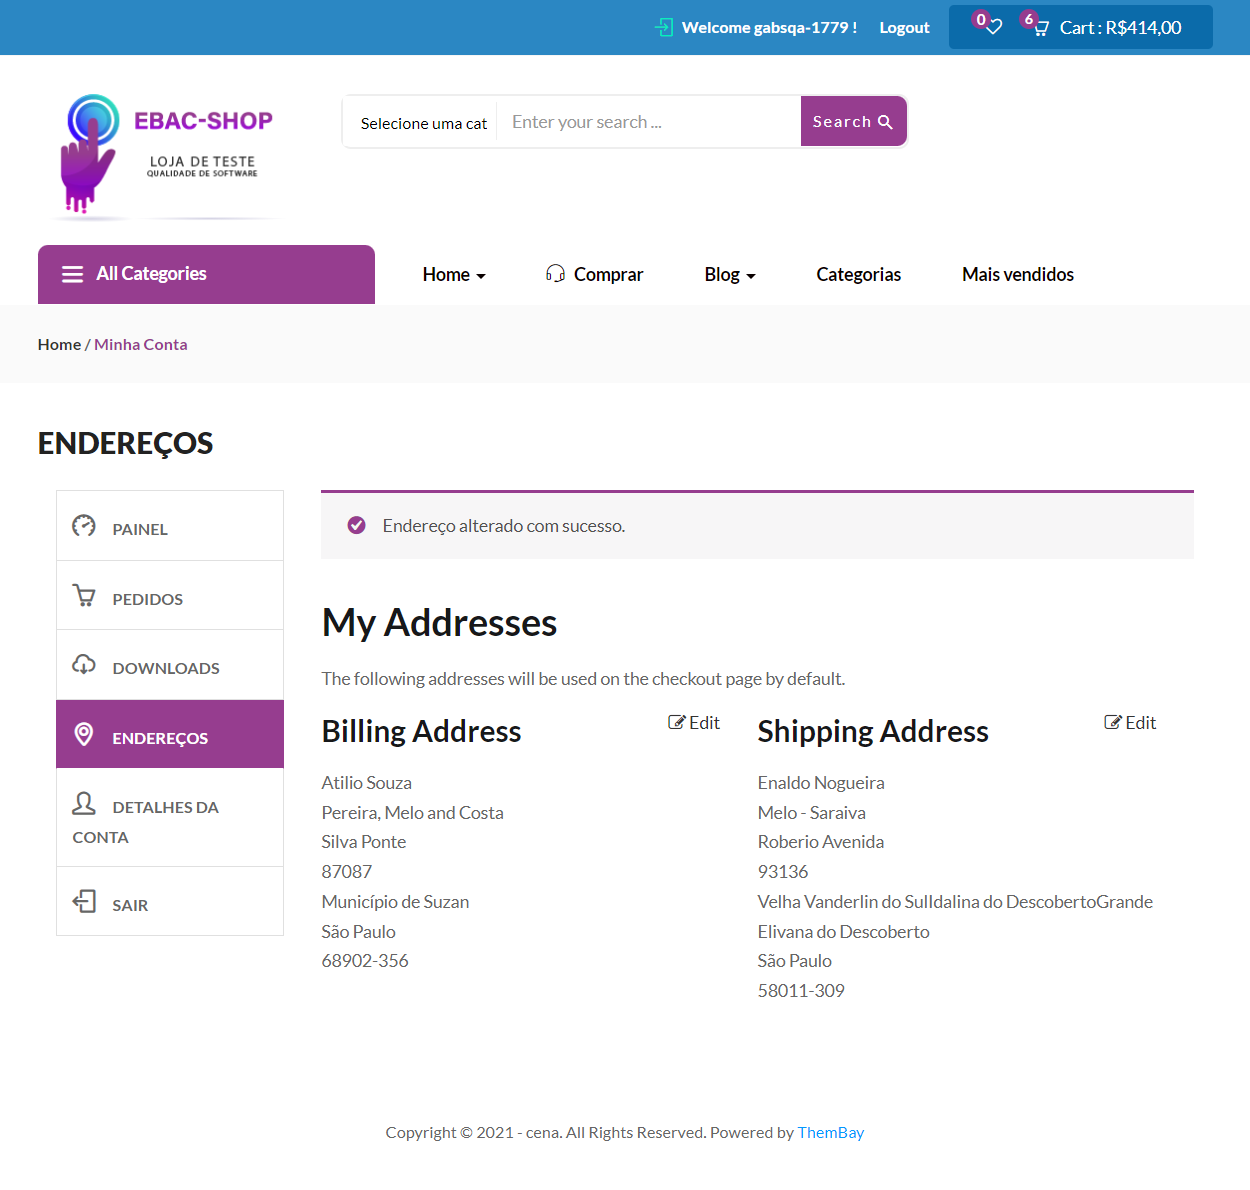 Welcome gabsqa-1779 !
Logout
0
6
Cart : R$414,00
EBAC-SHOP
LOJA DE TESTE
QUALIDADE DE SOFTWARE
Selecione uma cat
Enter your search ...
Search
All Categories
Home
Comprar
Blog
Categorias
Mais vendidos
Home / Minha Conta
ENDEREÇOS
PAINEL
PEDIDOS
DOWNLOADS
ENDEREÇOS
DETALHES DA
CONTA
SAIR
Endereço alterado com sucesso.
My Addresses
The following addresses will be used on the checkout page by default.
Billing Address
Edit
Atilio Souza
Pereira, Melo and Costa
Silva Ponte
87087
Município de Suzan
São Paulo
68902-356
Shipping Address
Edit
Enaldo Nogueira
Melo - Saraiva
Roberio Avenida
93136
Velha Vanderlin do Sulldalina do DescobertoGrande
Elivana do Descoberto
São Paulo
58011-309
Copyright © 2021 - cena. All Rights Reserved. Powered by ThemBay